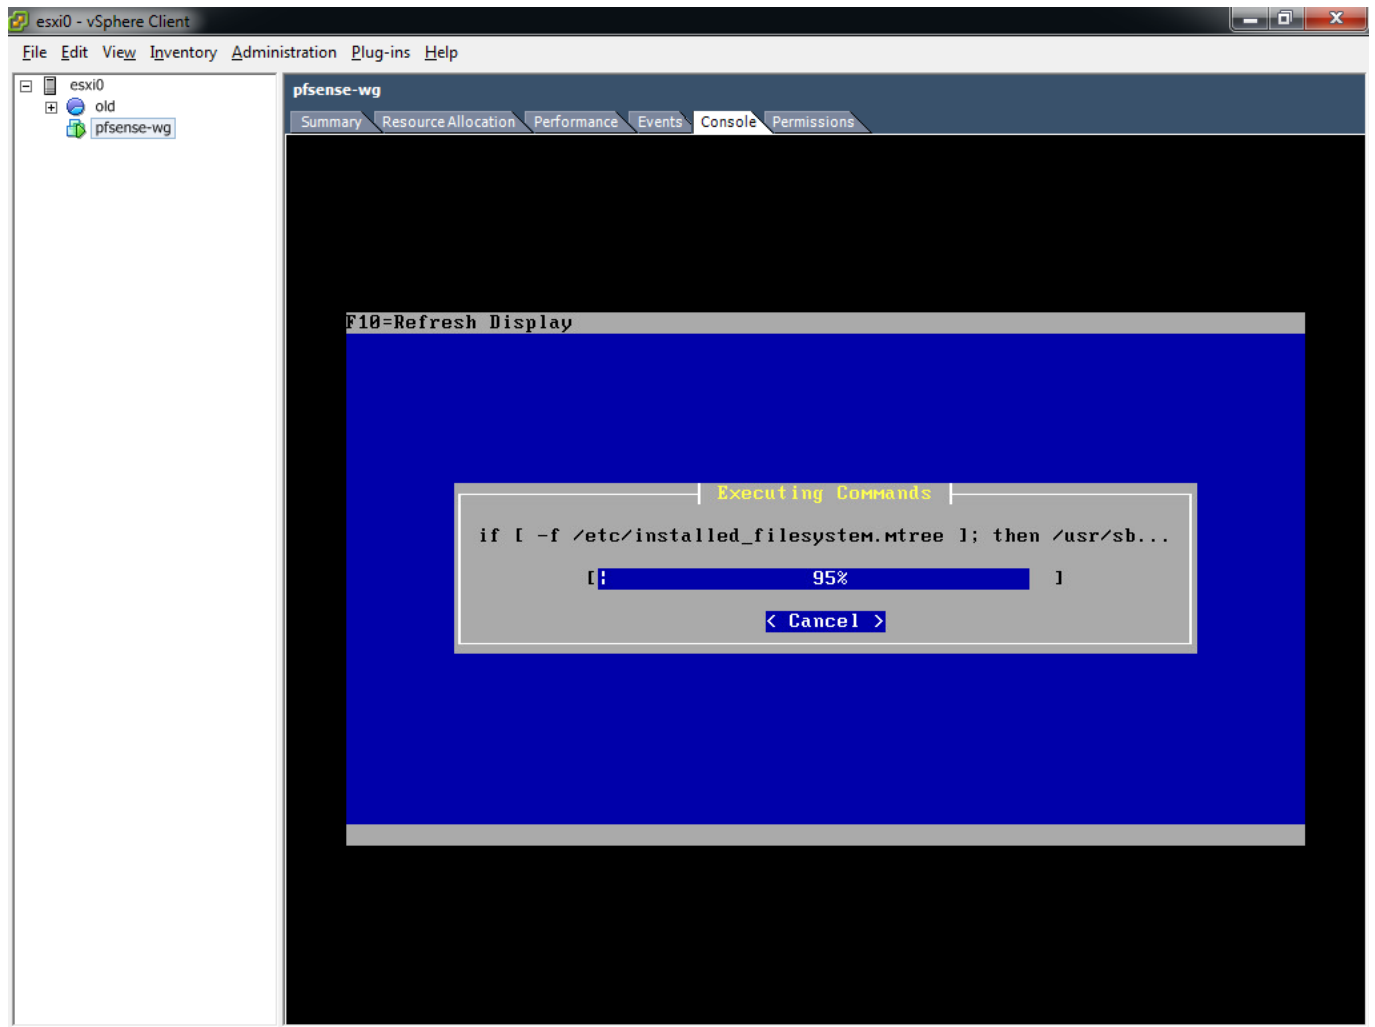 esxi0 - vSphere Client
File Edit View Inventory Administration Plug-ins Help
esxi0
old
pfsense-wg
pfsense-wg
Summary Resource Allocation Performance Events Console Permissions
F10=Refresh Display
Executing Commands
if [ -f /etc/installed_filesystem.mtree ]; then /usr/sb...
[¦ 95% ]
< Cancel >